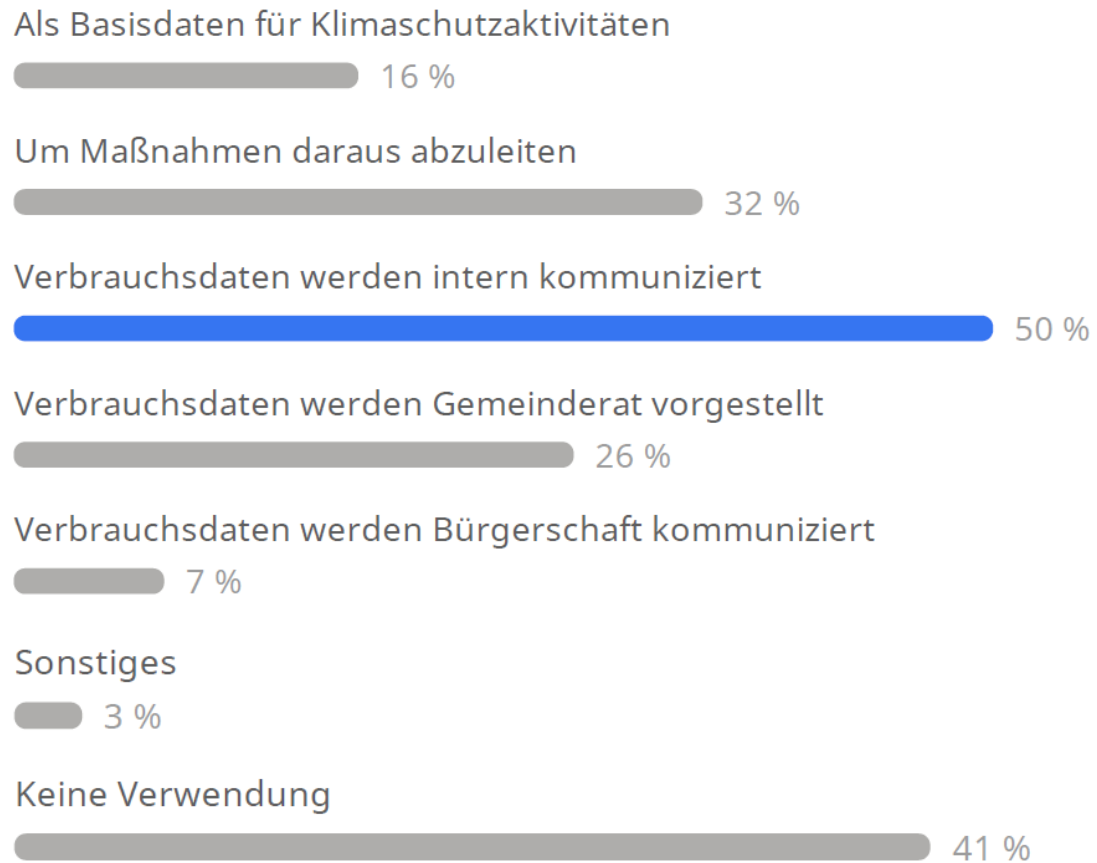 Als Basisdaten für Klimaschutzaktivitäten
16 %
Um Maßnahmen daraus abzuleiten
32 %
Verbrauchsdaten werden intern kommuniziert
50 %
Verbrauchsdaten werden Gemeinderat vorgestellt
26 %
Verbrauchsdaten werden Bürgerschaft kommuniziert
7 %
Sonstiges
3 %
Keine Verwendung
41 %